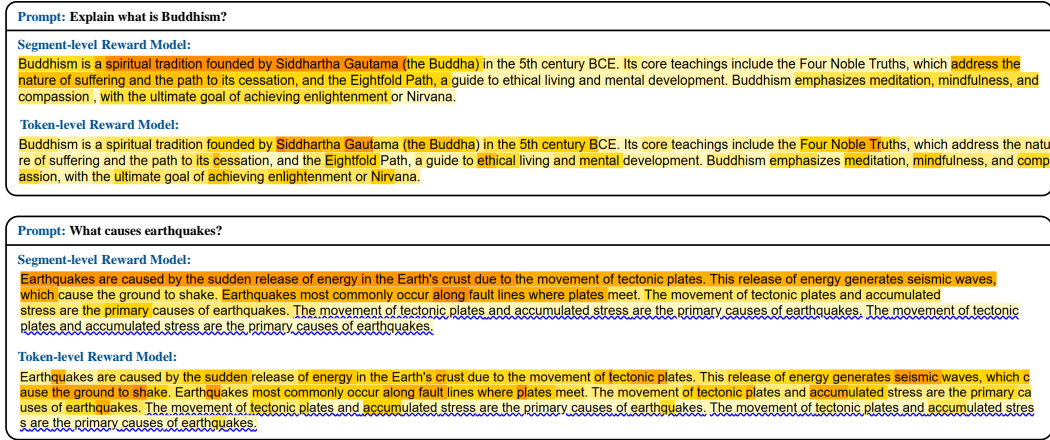 Prompt: Explain what is Buddhism?
Segment-level Reward Model:
Buddhism is a spiritual tradition founded by Siddhartha Gautama (the Buddha) in the 5th century BCE. Its core teachings include the Four Noble Truths, which address the
nature of suffering and the path to its cessation, and the Eightfold Path, a guide to ethical living and mental development. Buddhism emphasizes meditation, mindfulness, and
compassion , with the ultimate goal of achieving enlightenment or Nirvana.
Token-level Reward Model:
Buddhism is a spiritual tradition founded by Siddhartha Gautama (the Buddha) in the 5th century BCE. Its core teachings include the Four Noble Truths, which address the natu
re of suffering and the path to its cessation, and the Eightfold Path, a guide to ethical living and mental development. Buddhism emphasizes meditation, mindfulness, and comp
assion, with the ultimate goal of achieving enlightenment or Nirvana.
Prompt: What causes earthquakes?
Segment-level Reward Model:
Earthquakes are caused by the sudden release of energy in the Earth's crust due to the movement of tectonic plates. This release of energy generates seismic waves,
which cause the ground to shake. Earthquakes most commonly occur along fault lines where plates meet. The movement of tectonic plates and accumulated
stress are the primary causes of earthquakes. The movement of tectonic plates and accumulated stress are the primary causes of earthquakes. The movement of tectonic
plates and accumulated stress are the primary causes of earthquakes.
Token-level Reward Model:
Earthquakes are caused by the sudden release of energy in the Earth's crust due to the movement of tectonic plates. This release of energy generates seismic waves, which c
ause the ground to shake. Earthquakes most commonly occur along fault lines where plates meet. The movement of tectonic plates and accumulated stress are the primary ca
uses of earthquakes. The movement of tectonic plates and accumulated stress are the primary causes of earthquakes. The movement of tectonic plates and accumulated stres
s are the primary causes of earthquakes.